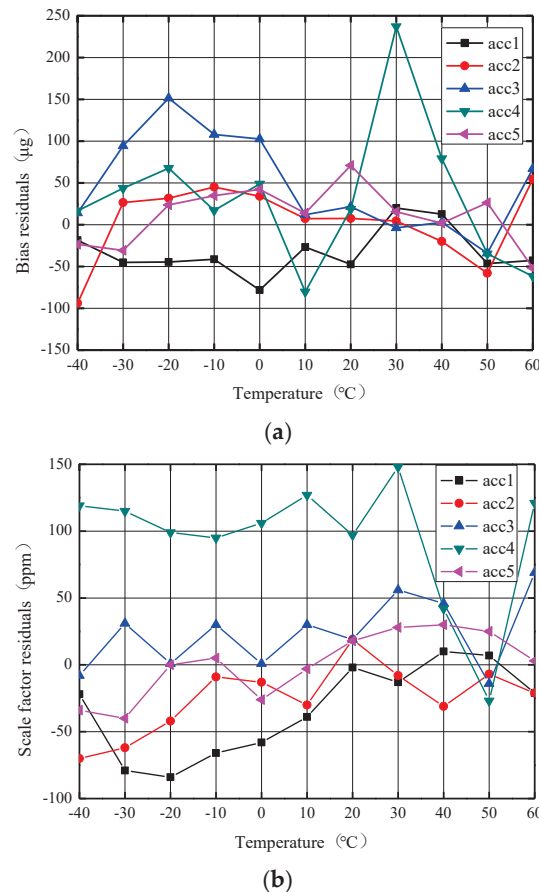 250
200
150
100
50
0
-50
-100
-150
Bias residuals (μg)
acc1
acc2
acc3
acc4
acc5
-40 -30 -20 -10 0 10 20 30 40 50 60
Temperature (℃)
(a)
150
100
50
0
-50
-100
Scale factor residuals (ppm)
acc1
acc2
acc3
acc4
acc5
-40 -30 -20 -10 0 10 20 30 40 50 60
Temperature (℃)
(b)